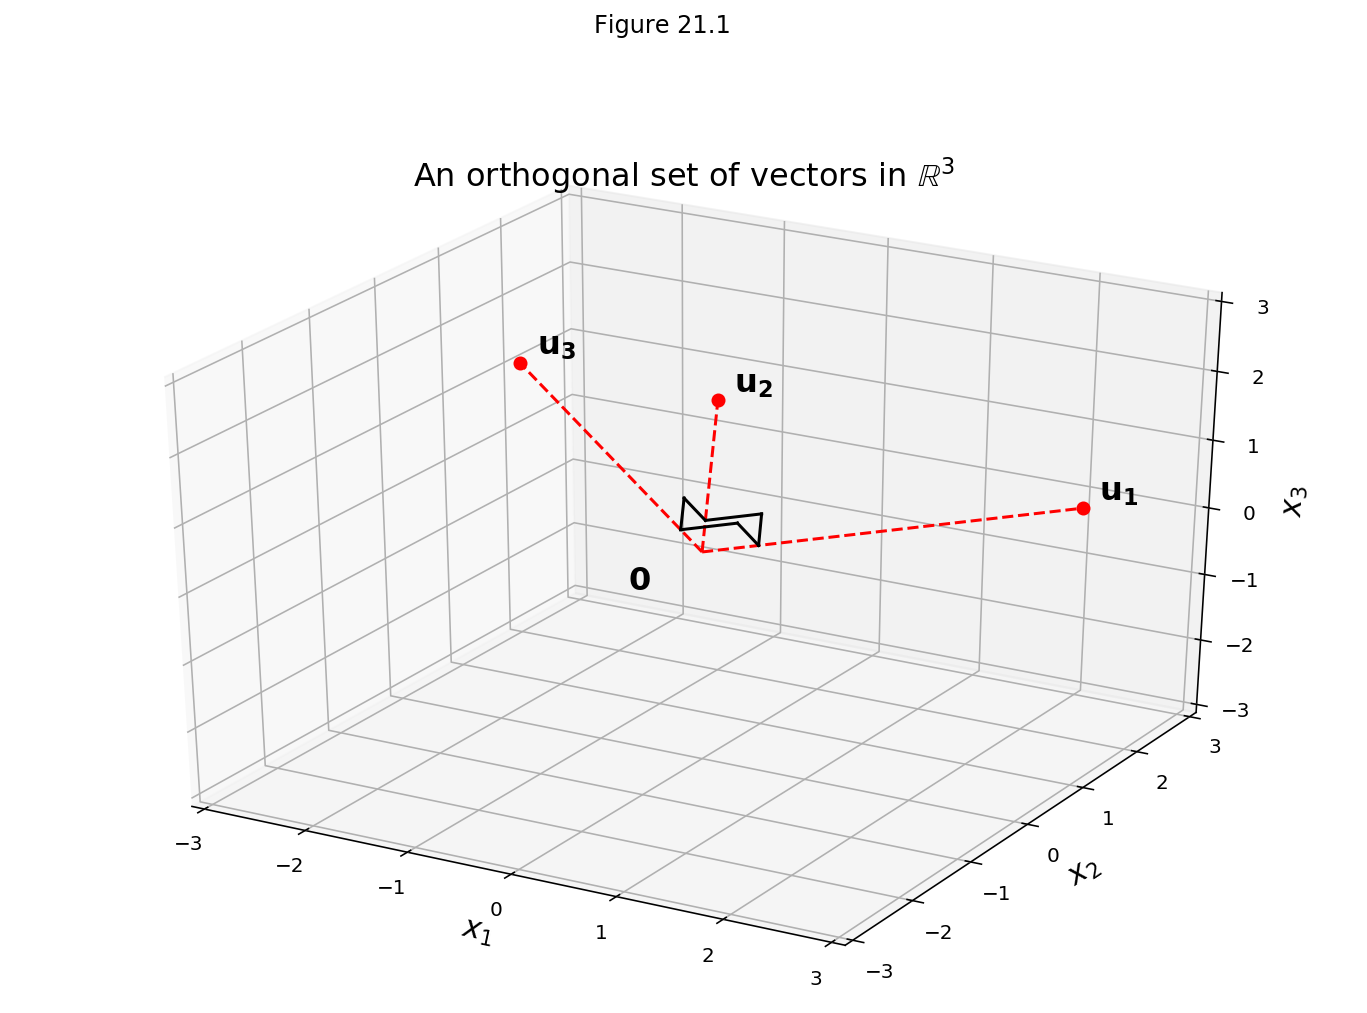 Figure 21.1
An orthogonal set of vectors in ℝ³
u₃
u₂
u₁
0
3
2
1
0
−1
−2
−3
x₃
−3
−2
−1
0
1
2
3
x₁
−3
−2
−1
0
1
2
3
x₂